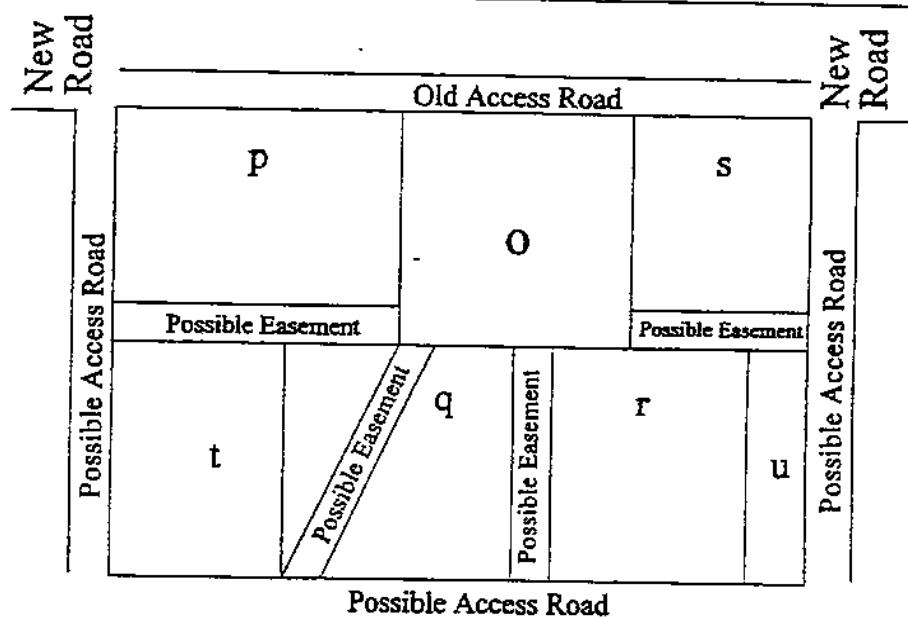 New
Road
New
Road
Old Access Road
p
s
o
Possible Access Road
Possible Easement
Possible Easement
Possible Access Road
t
Possible Easement
q
Possible Easement
r
u
Possible Access Road